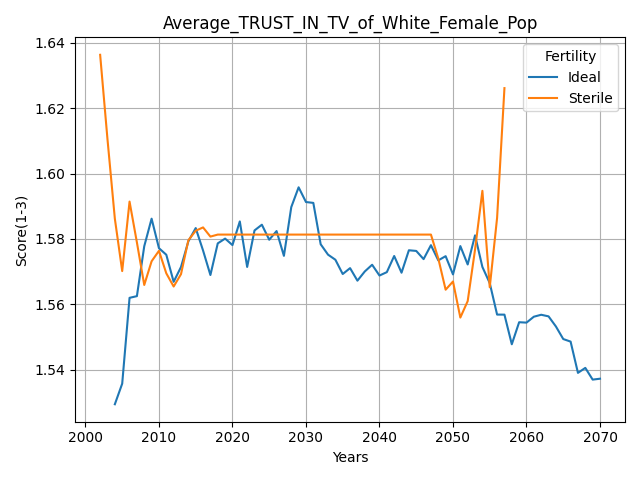 Average_TRUST_IN_TV_of_White_Female_Pop
Fertility
Ideal
Sterile
Score(1-3)
1.64
1.62
1.60
1.58
1.56
1.54
2000 2010 2020 2030 2040 2050 2060 2070
Years